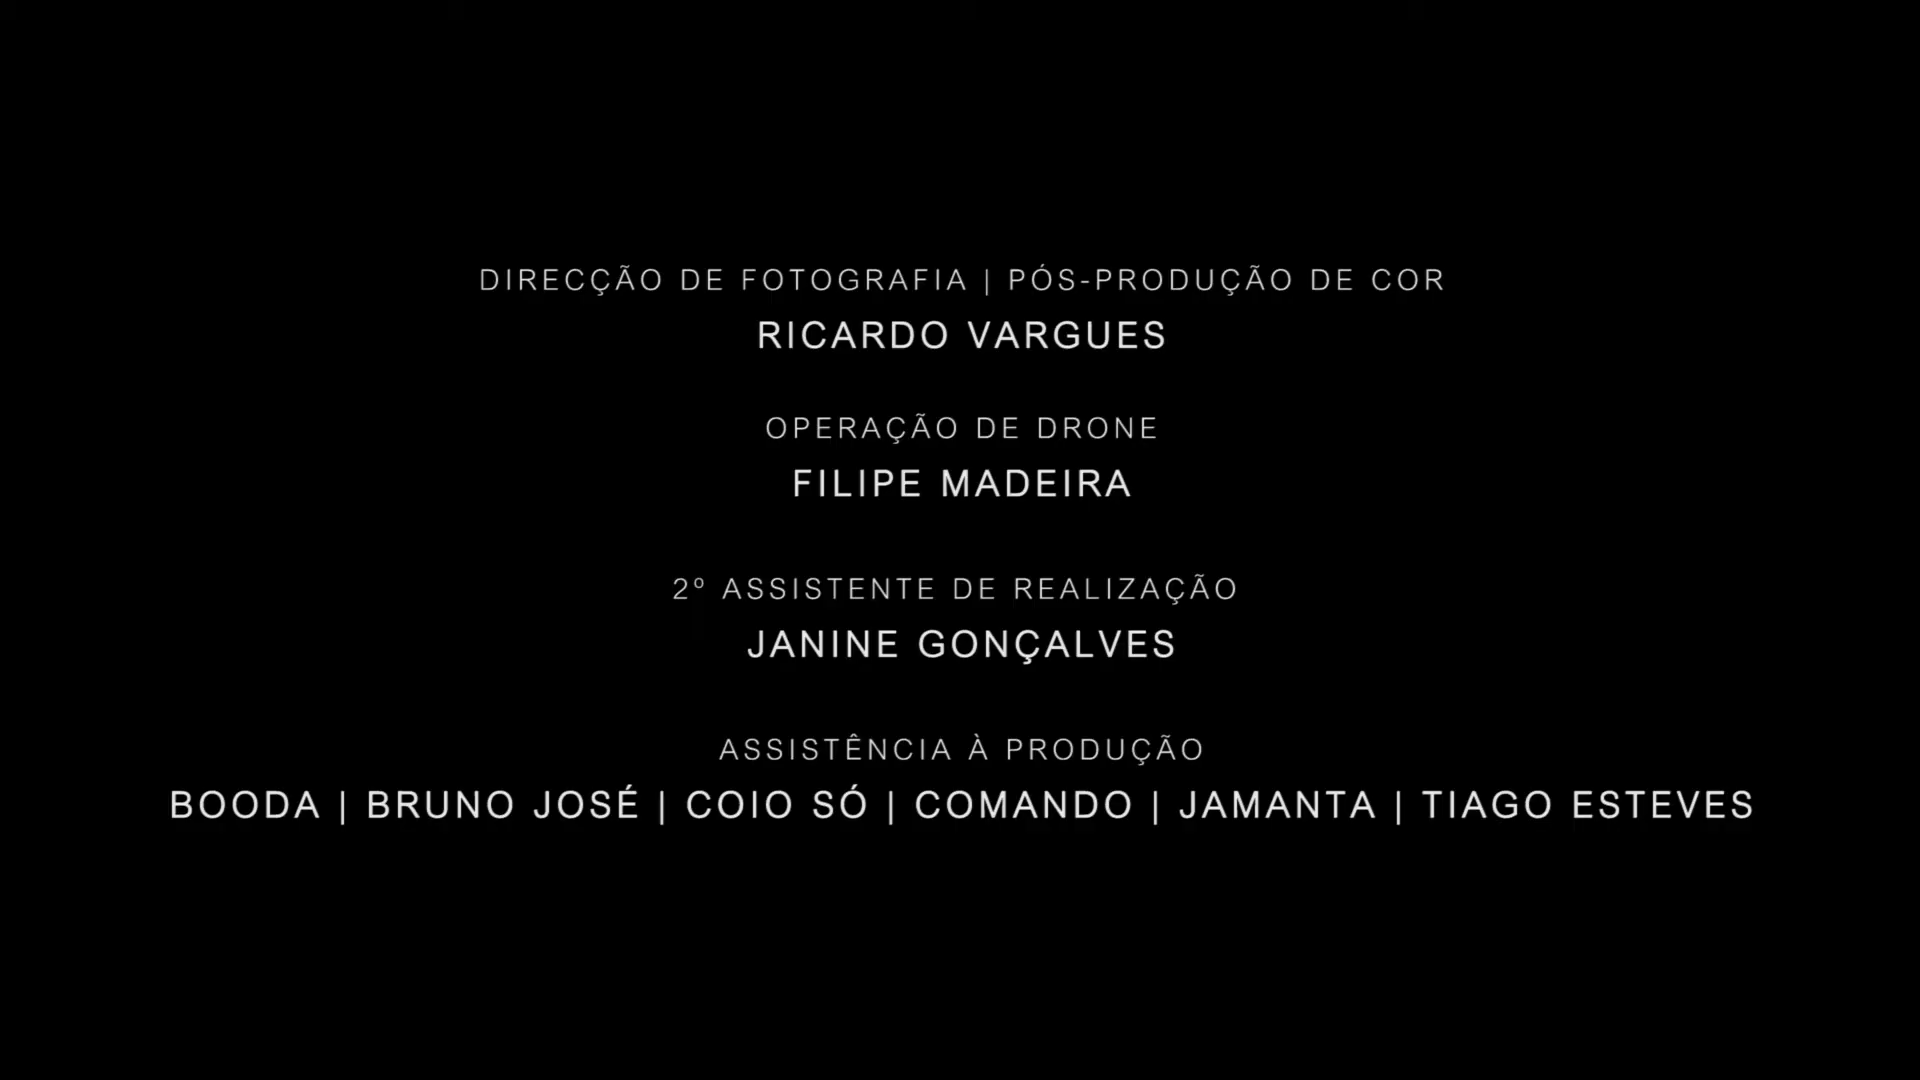 DIRECÇÃO DE FOTOGRAFIA | PÓS-PRODUÇÃO DE COR
RICARDO VARGUES
OPERAÇÃO DE DRONE
FILIPE MADEIRA
2º ASSISTENTE DE REALIZAÇÃO
JANINE GONÇALVES
ASSISTÊNCIA À PRODUÇÃO
BOODA | BRUNO JOSÉ | COIO SÓ | COMANDO | JAMANTA | TIAGO ESTEVES